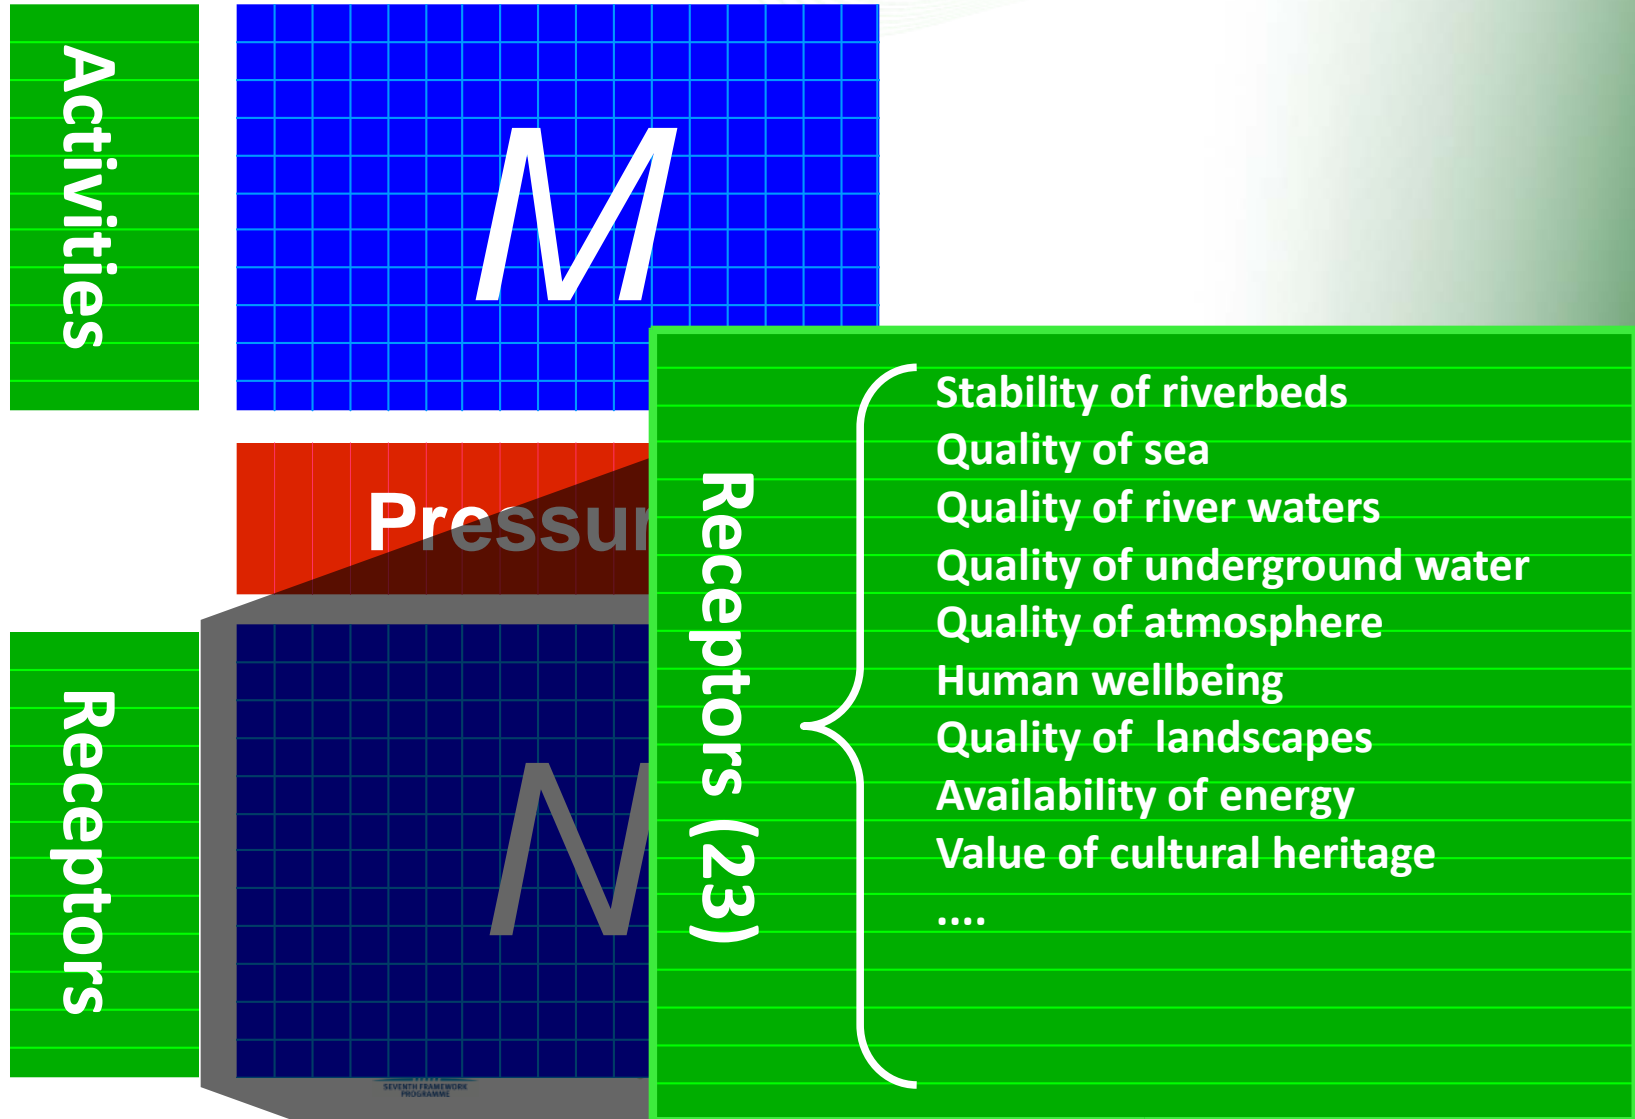 Activities
M
Pressur
Receptors
N
Receptors (23)
Stability of riverbeds
Quality of sea
Quality of river waters
Quality of underground water
Quality of atmosphere
Human wellbeing
Quality of  landscapes
Availability of energy
Value of cultural heritage
....
SEVENTH FRAMEWORK
PROGRAMME